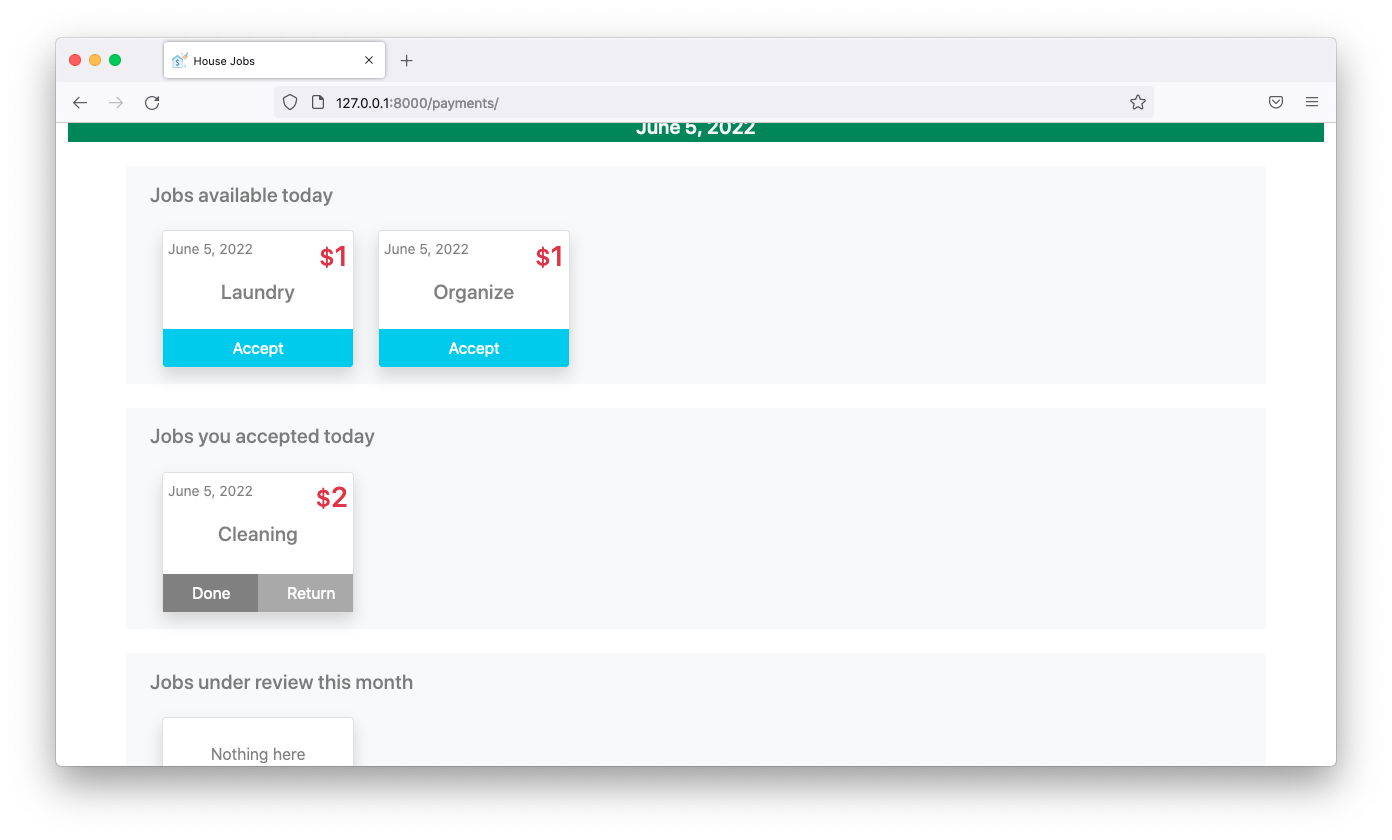 House Jobs
127.0.0.1:8000/payments/
June 5, 2022
Jobs available today
June 5, 2022
$1
Laundry
Accept
June 5, 2022
$1
Organize
Accept
Jobs you accepted today
June 5, 2022
$2
Cleaning
Done Return
Jobs under review this month
Nothing here